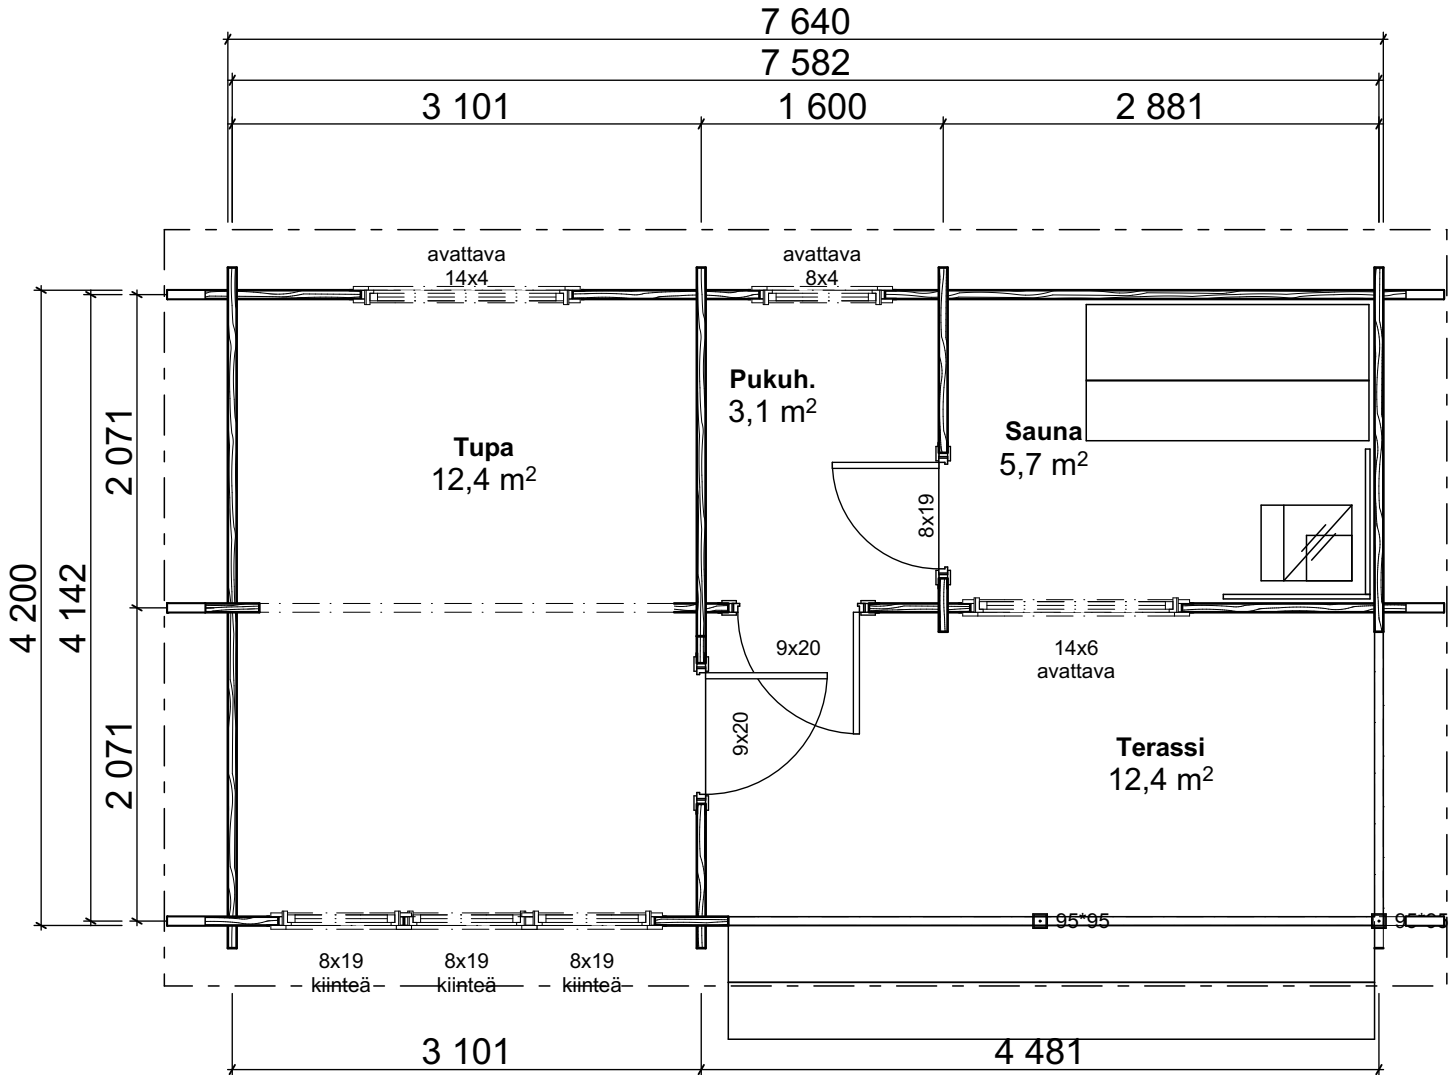 7 640
7 582
3 101
1 600
2 881
avattava
14x4
avattava
8x4
Pukuh.
3,1 m²
Tupa
12,4 m²
Sauna
5,7 m²
8x19
2 071
4 200
4 142
2 071
9x20
9x20
14x6
avattava
Terassi
12,4 m²
95*95
95*95
8x19
kiinteä
8x19
kiinteä
8x19
kiinteä
3 101
4 481